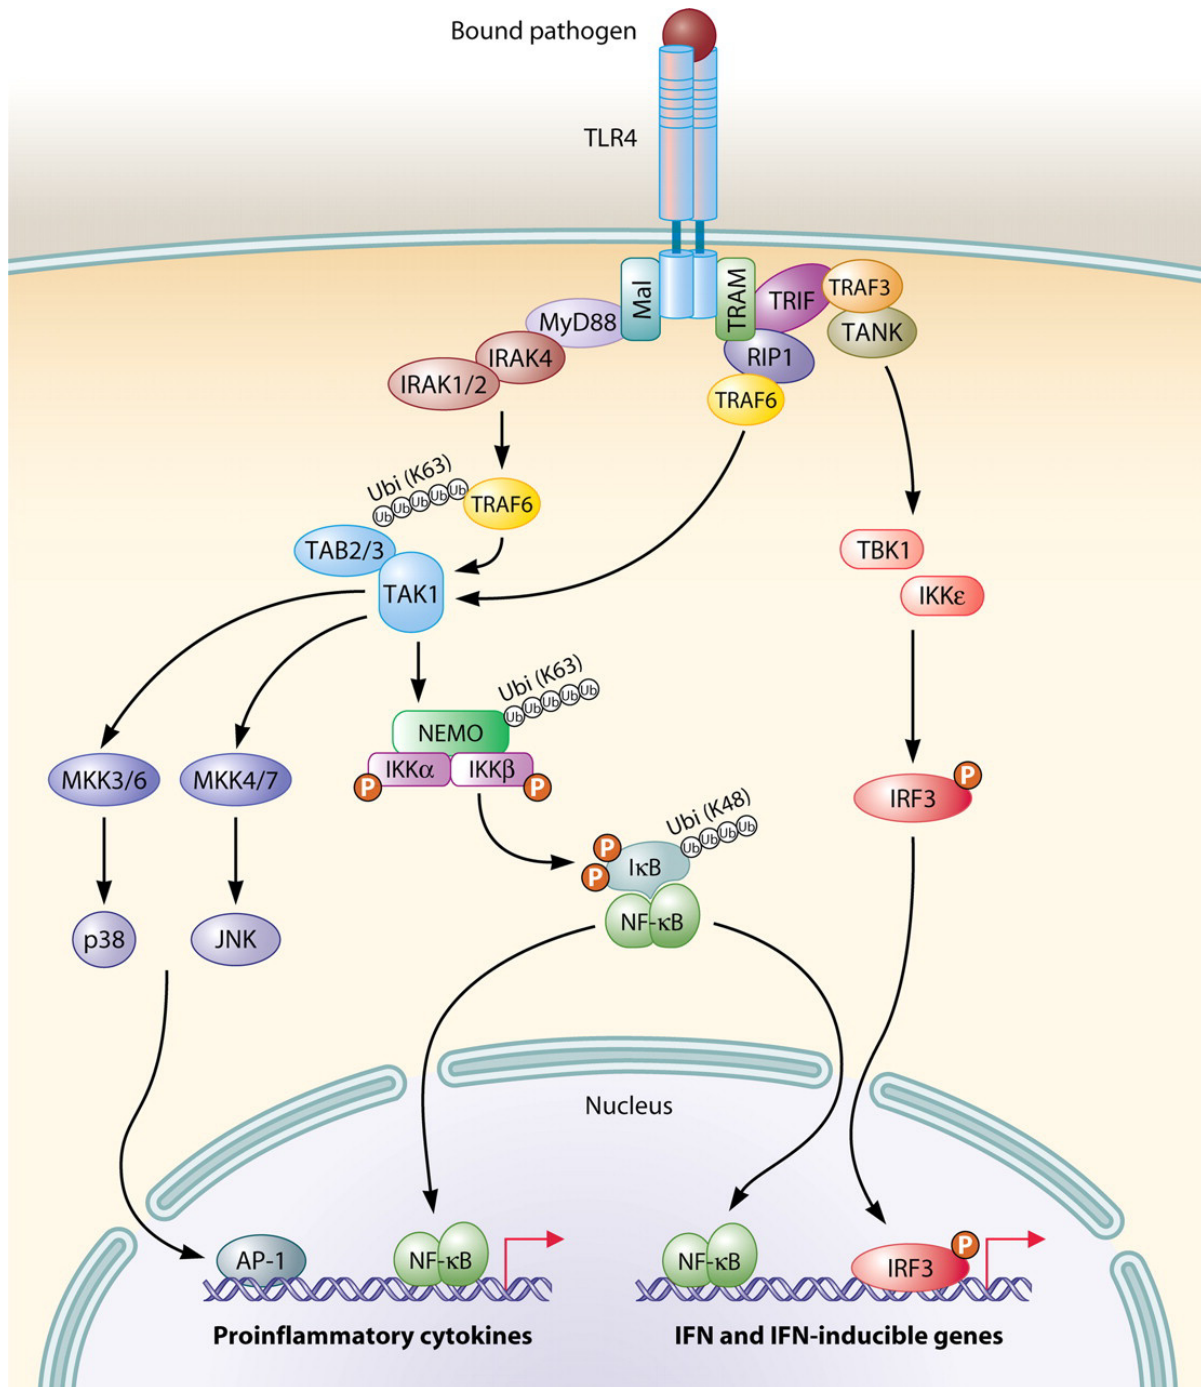 Bound pathogen
TLR4
Mal
TRAM
TRIF
TRAF3
TANK
MyD88
IRAK4
IRAK1/2
RIP1
TRAF6
Ubi (K63)
Ub Ub Ub Ub Ub
TRAF6
TAB2/3
TAK1
TBK1
IKKε
Ubi (K63)
Ub Ub Ub Ub Ub
NEMO
IKKα
IKKβ
P
P
MKK3/6
MKK4/7
IRF3
P
Ubi (K48)
Ub Ub Ub Ub
P
P
IκB
NF-κB
p38
JNK
Nucleus
AP-1
NF-κB
NF-κB
IRF3
P
Proinflammatory cytokines
IFN and IFN-inducible genes